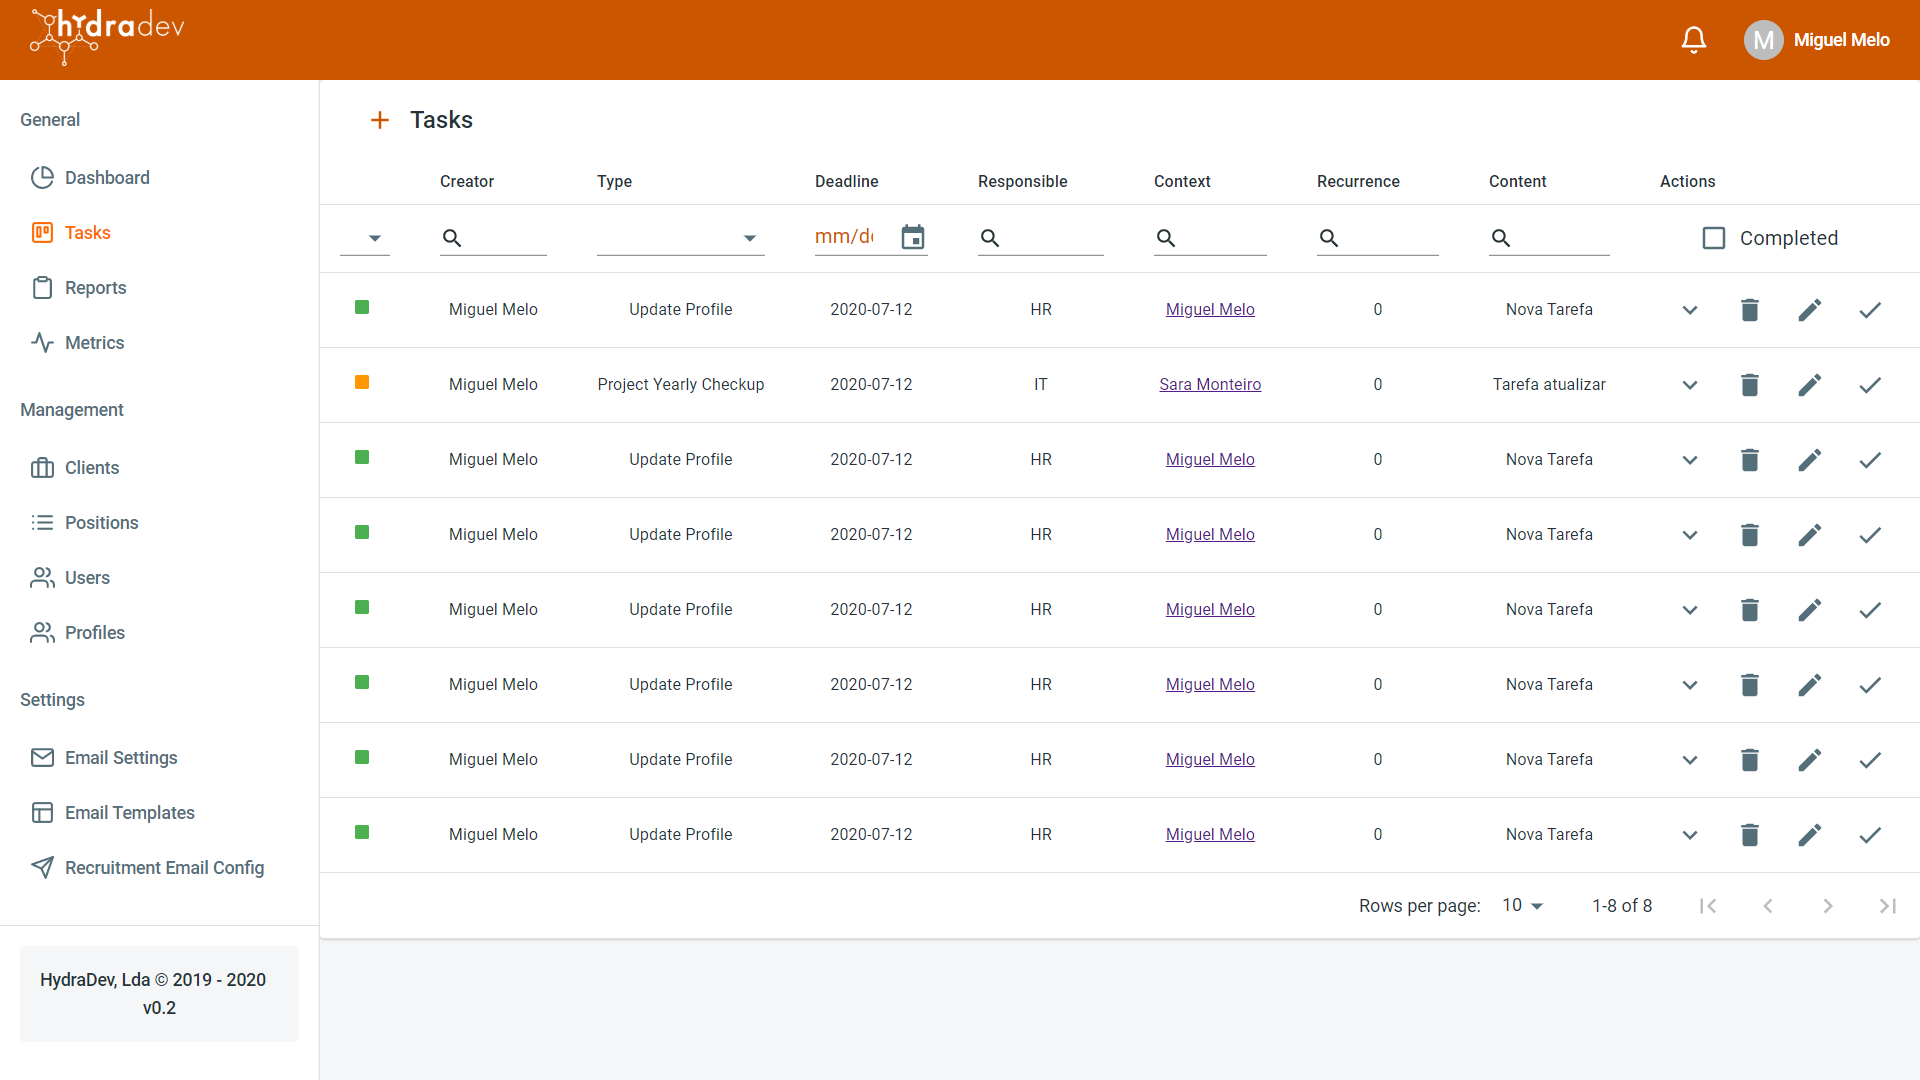 hydradev
M Miguel Melo
General
Dashboard
Tasks
Reports
Metrics
Management
Clients
Positions
Users
Profiles
Settings
Email Settings
Email Templates
Recruitment Email Config
HydraDev, Lda © 2019 - 2020
v0.2
+ Tasks
Creator Type Deadline Responsible Context Recurrence Content Actions
mm/d Completed
Miguel Melo Update Profile 2020-07-12 HR Miguel Melo 0 Nova Tarefa
Miguel Melo Project Yearly Checkup 2020-07-12 IT Sara Monteiro 0 Tarefa atualizar
Miguel Melo Update Profile 2020-07-12 HR Miguel Melo 0 Nova Tarefa
Miguel Melo Update Profile 2020-07-12 HR Miguel Melo 0 Nova Tarefa
Miguel Melo Update Profile 2020-07-12 HR Miguel Melo 0 Nova Tarefa
Miguel Melo Update Profile 2020-07-12 HR Miguel Melo 0 Nova Tarefa
Miguel Melo Update Profile 2020-07-12 HR Miguel Melo 0 Nova Tarefa
Miguel Melo Update Profile 2020-07-12 HR Miguel Melo 0 Nova Tarefa
Rows per page: 10 1-8 of 8